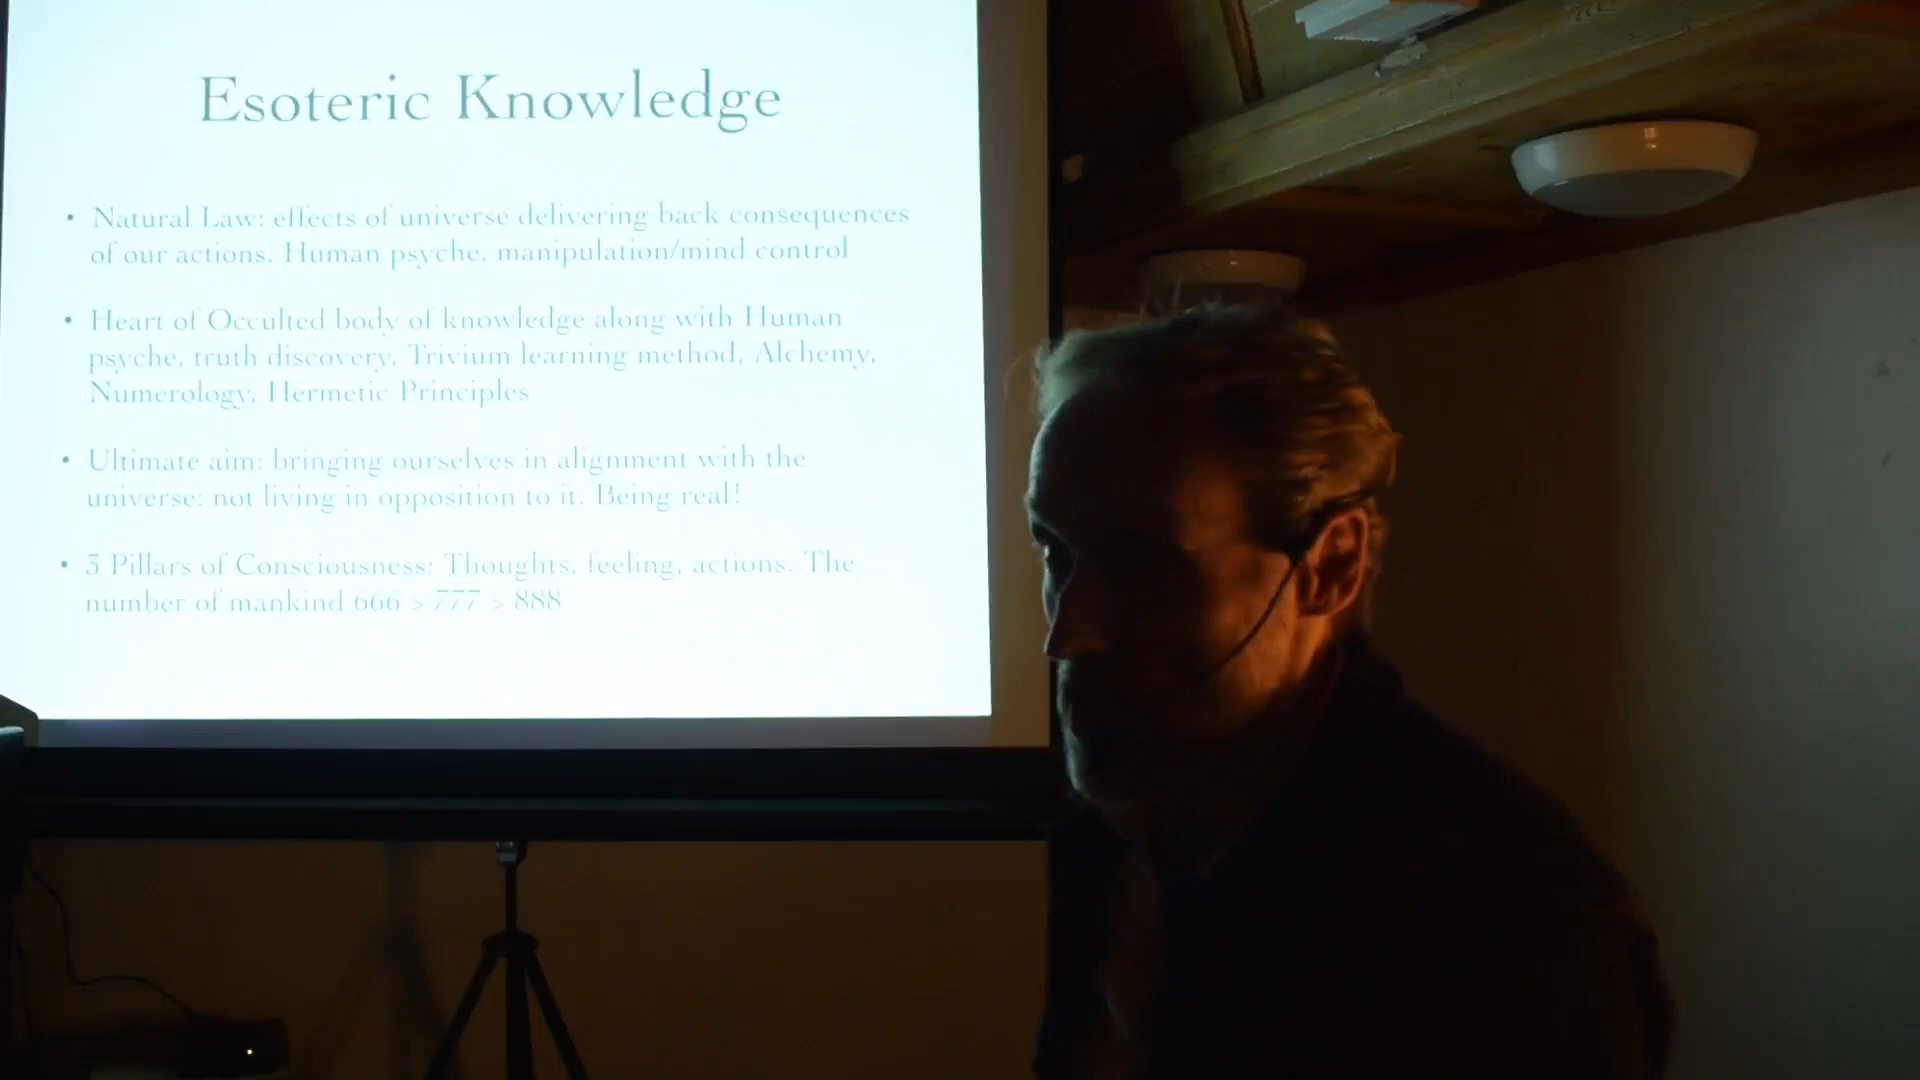 Esoteric Knowledge
• Natural Law: effects of universe delivering back consequences
of our actions. Human psyche, manipulation/mind control
• Heart of Occulted body of knowledge along with Human
psyche, truth discovery, Trivium learning method, Alchemy,
Numerology, Hermetic Principles
• Ultimate aim: bringing ourselves in alignment with the
universe: not living in opposition to it. Being real!
• 3 Pillars of Consciousness: Thoughts, feeling, actions. The
number of mankind 666 > 777 > 888